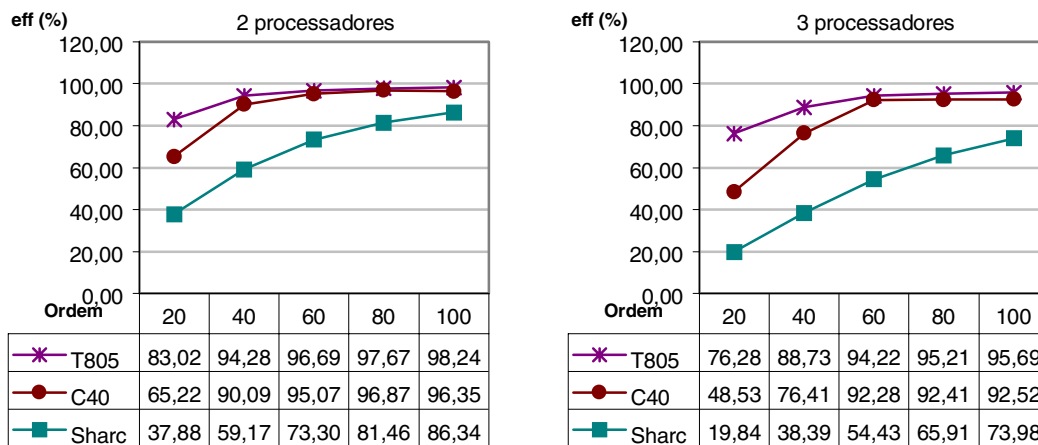 eff (%)
2 processadores
120,00
100,00
80,00
60,00
40,00
20,00
0,00
Ordem
20 40 60 80 100
T805 83,02 94,28 96,69 97,67 98,24
C40 65,22 90,09 95,07 96,87 96,35
Sharc 37,88 59,17 73,30 81,46 86,34
eff (%)
3 processadores
120,00
100,00
80,00
60,00
40,00
20,00
0,00
Ordem
20 40 60 80 100
T805 76,28 88,73 94,22 95,21 95,69
C40 48,53 76,41 92,28 92,41 92,52
Sharc 19,84 38,39 54,43 65,91 73,98